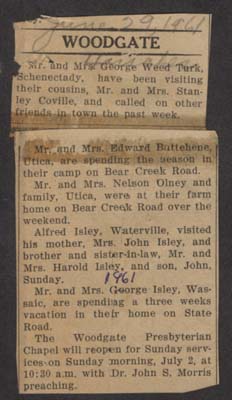 June 29, 1961
WOODGATE
Mr. and Mrs George Weed Turk,
Schenectady, have been visiting
their cousins, Mr. and Mrs. Stan-
ley Coville, and called on other
friends in town the past week.
Mr. and Mrs. Edward Buttehene,
Utica, are spending the season in
their camp on Bear Creek Road.
Mr. and Mrs. Nelson Olney and
family, Utica, were at their farm
home on Bear Creek Road over the
weekend.
Alfred Isley, Waterville, visited
his mother, Mrs. John Isley, and
brother and sister-in-law, Mr. and
Mrs. Harold Isley, and son, John,
Sunday.
1961
Mr. and Mrs. George Isley, Was-
saic, are spending a three weeks
vacation in their home on State
Road.
The Woodgate Presbyterian
Chapel will reopen for Sunday serv-
ices on Sunday morning, July 2, at
10:30 a.m. with Dr. John S. Morris
preaching.